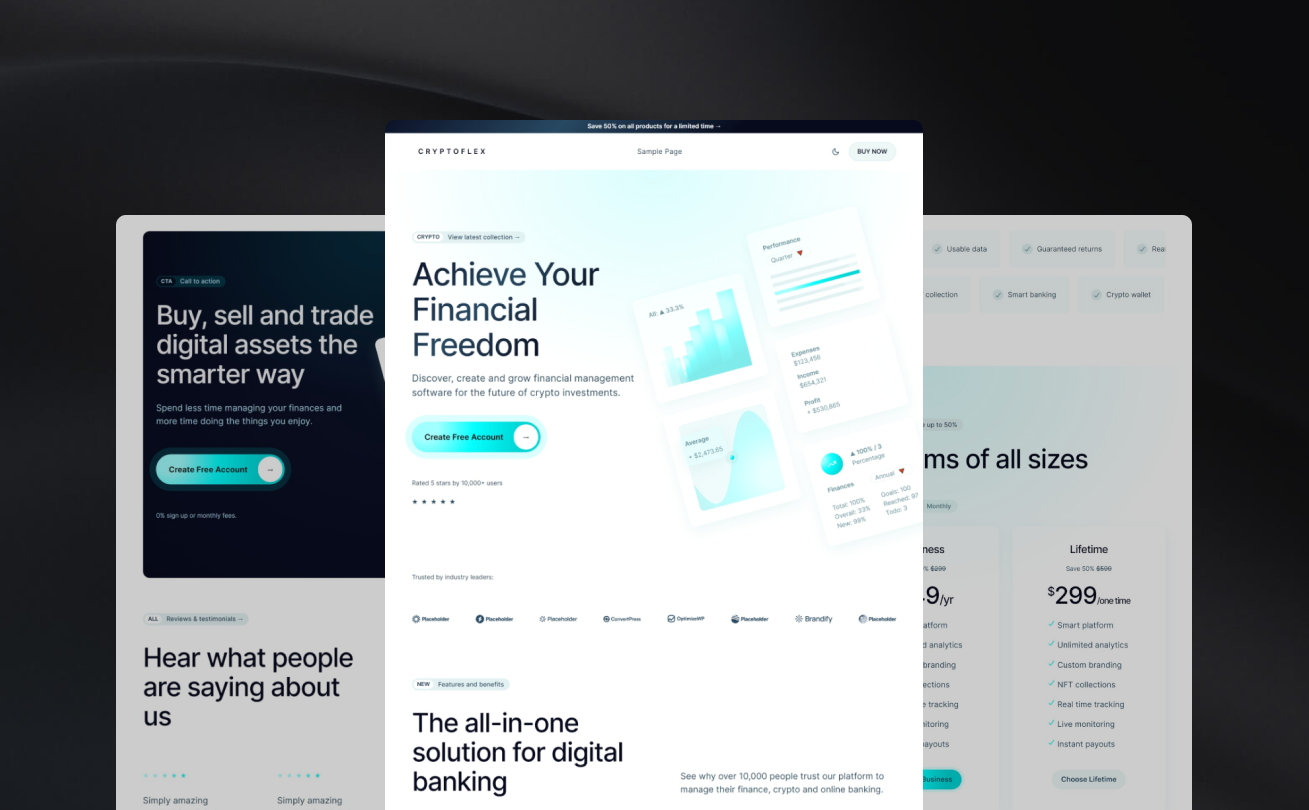 Save 50% on all products for a limited time →
CRYPTOFLEX
Sample Page
BUY NOW
CRYPTO View latest collection →
Achieve Your
Financial
Freedom
Discover, create and grow financial management
software for the future of crypto investments.
Create Free Account →
Rated 5 stars by 10,000+ users
★ ★ ★ ★ ★
All: ▲ 33.3%
Performance
Quarter ▼
Expenses
$123,456
Income
$654,321
Profit
+ $530,865
Average
+ $2,473.65
▲ 100% / 3
Percentage
Finances
Annual ▼
Total: 100%
Overall: 33%
New: 99%
Goals: 100
Reached: 97
Todo: 3
Trusted by industry leaders:
Placeholder
Placeholder
Placeholder
ConvertPress
OptimizeWP
Placeholder
Brandify
Placeholder
NEW Features and benefits
The all-in-one
solution for digital
banking
See why over 10,000 people trust our platform to
manage their finance, crypto and online banking.
CTA Call to action
Buy, sell and trade
digital assets the
smarter way
Spend less time managing your finances and
more time doing the things you enjoy.
Create Free Account →
0% sign up or monthly fees.
ALL Reviews & testimonials →
Hear what people
are saying about
us
★ ★ ★ ★ ★
★ ★ ★ ★ ★
Simply amazing
Simply amazing
Usable data
Guaranteed returns
Real
collection
Smart banking
Crypto wallet
up to 50%
ms of all sizes
Monthly
ness
% $299
9/yr
atform
d analytics
branding
ections
e tracking
nitoring
ayouts
Business
Lifetime
Save 50% $599
$299/one time
Smart platform
Unlimited analytics
Custom branding
NFT collections
Real time tracking
Live monitoring
Instant payouts
Choose Lifetime